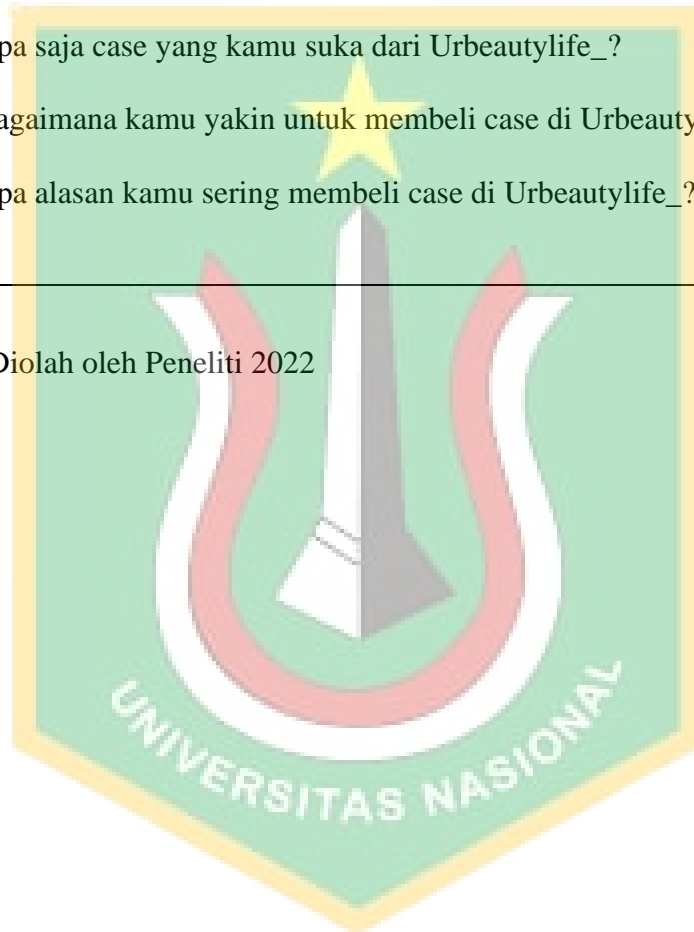 pa saja case yang kamu suka dari Urbeautylife_?
agaimana kamu yakin untuk membeli case di Urbeauty
pa alasan kamu sering membeli case di Urbeautylife_?
Diolah oleh Peneliti 2022
UNIVERSITAS NASIONAL